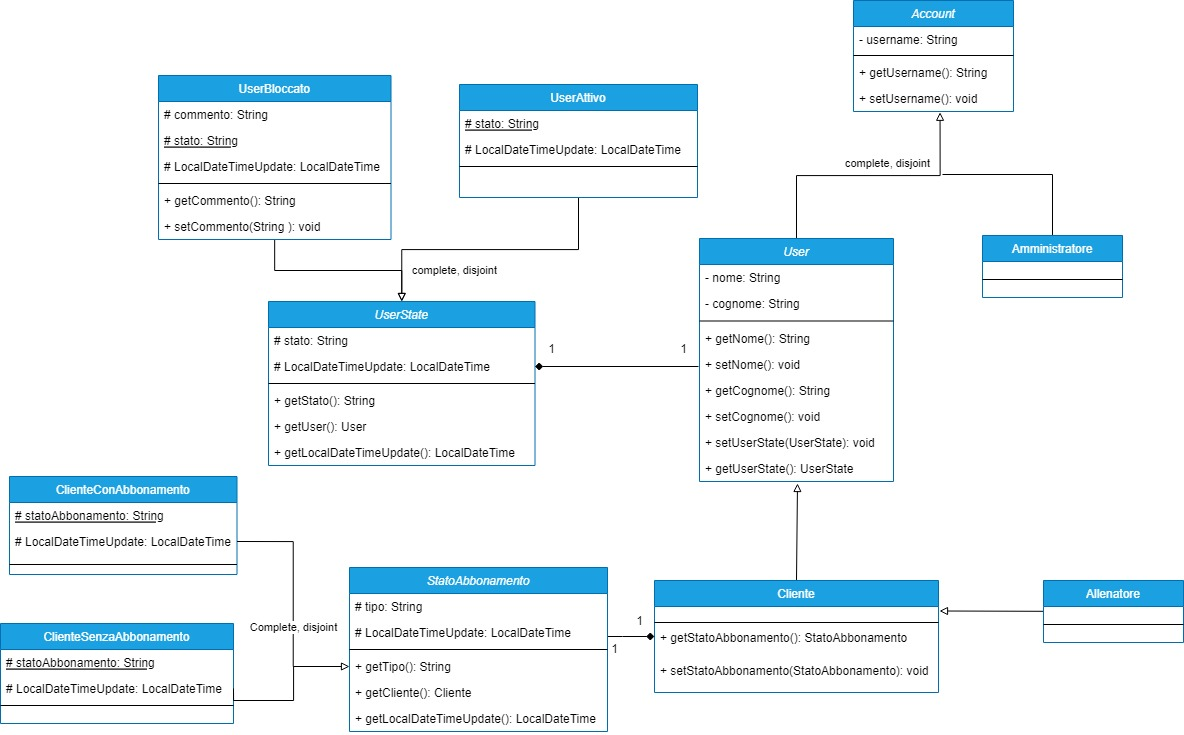 Account
- username: String
+ getUsername(): String
+ setUsername(): void
UserBloccato
# commento: String
# stato: String
# LocalDateTimeUpdate: LocalDateTime
+ getCommento(): String
+ setCommento(String ): void
UserAttivo
# stato: String
# LocalDateTimeUpdate: LocalDateTime
complete, disjoint
User
- nome: String
- cognome: String
+ getNome(): String
+ setNome(): void
+ getCognome(): String
+ setCognome(): void
+ setUserState(UserState): void
+ getUserState(): UserState
Amministratore
complete, disjoint
UserState
# stato: String
# LocalDateTimeUpdate: LocalDateTime
+ getStato(): String
+ getUser(): User
+ getLocalDateTimeUpdate(): LocalDateTime
1
1
ClienteConAbbonamento
# statoAbbonamento: String
# LocalDateTimeUpdate: LocalDateTime
ClienteSenzaAbbonamento
# statoAbbonamento: String
# LocalDateTimeUpdate: LocalDateTime
Complete, disjoint
StatoAbbonamento
# tipo: String
# LocalDateTimeUpdate: LocalDateTime
+ getTipo(): String
+ getCliente(): Cliente
+ getLocalDateTimeUpdate(): LocalDateTime
1
1
Cliente
+ getStatoAbbonamento(): StatoAbbonamento
+ setStatoAbbonamento(StatoAbbonamento): void
Allenatore